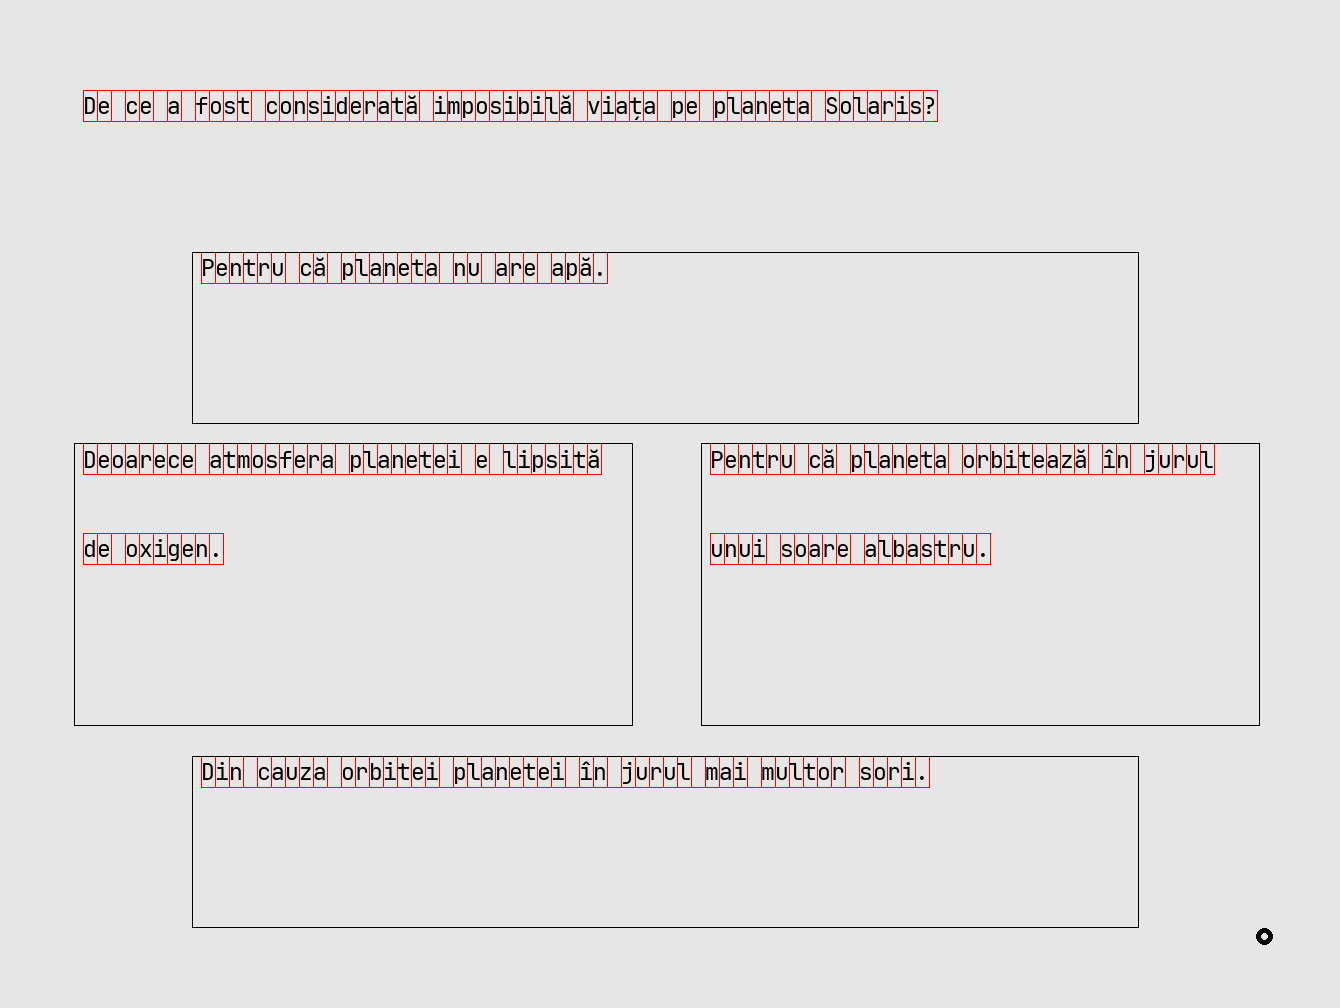 De ce a fost considerată imposibilă viața pe planeta Solaris?
Pentru că planeta nu are apă.
Deoarece atmosfera planetei e lipsită
de oxigen.
Pentru că planeta orbitează în jurul
unui soare albastru.
Din cauza orbitei planetei în jurul mai multor sori.